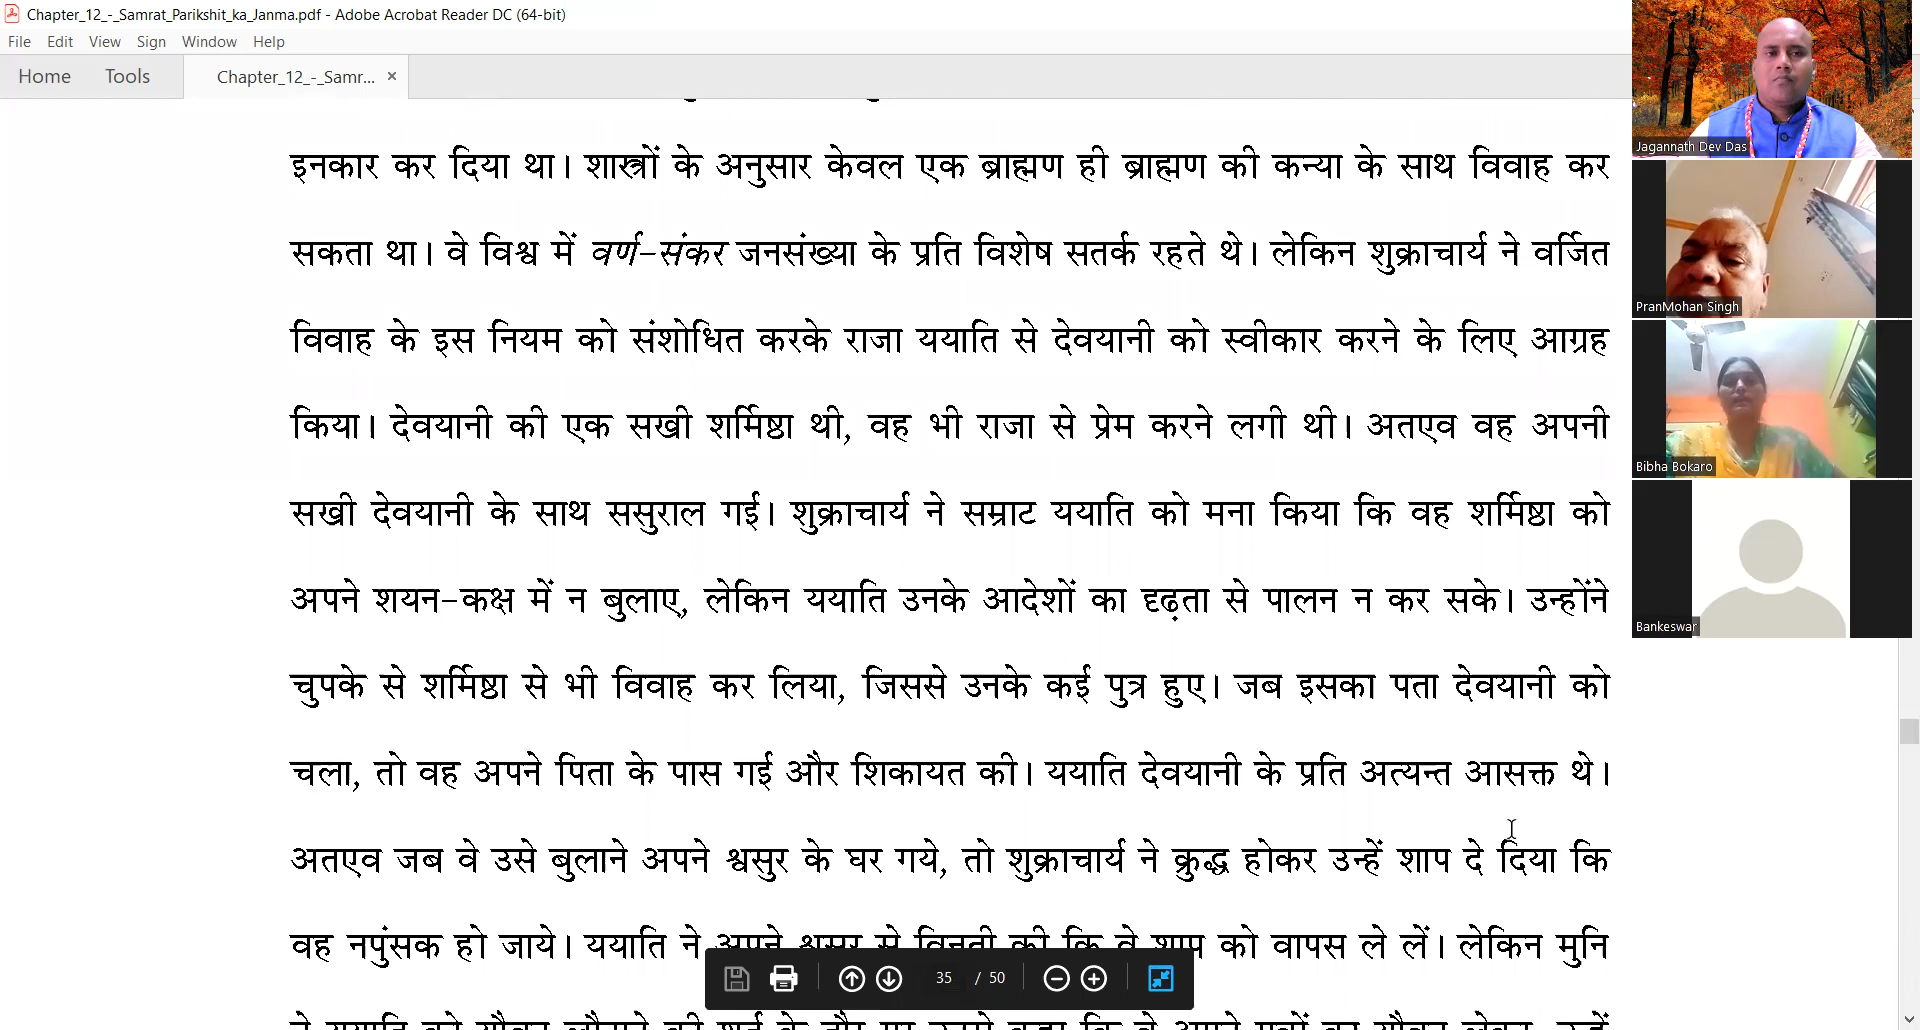 Chapter_12_-_Samrat_Parikshit_ka_Janma.pdf - Adobe Acrobat Reader DC (64-bit)
File Edit View Sign Window Help
Home Tools Chapter_12_-_Samr... ×
इनकार कर दिया था। शास्त्रों के अनुसार केवल एक ब्राह्मण ही ब्राह्मण की कन्या के साथ विवाह कर
सकता था। वे विश्व में वर्ण-संकर जनसंख्या के प्रति विशेष सतर्क रहते थे। लेकिन शुक्राचार्य ने वर्जित
विवाह के इस नियम को संशोधित करके राजा ययाति से देवयानी को स्वीकार करने के लिए आग्रह
किया। देवयानी की एक सखी शर्मिष्ठा थी, वह भी राजा से प्रेम करने लगी थी। अतएव वह अपनी
सखी देवयानी के साथ ससुराल गई। शुक्राचार्य ने सम्राट ययाति को मना किया कि वह शर्मिष्ठा को
अपने शयन-कक्ष में न बुलाए, लेकिन ययाति उनके आदेशों का दृढ़ता से पालन न कर सके। उन्होंने
चुपके से शर्मिष्ठा से भी विवाह कर लिया, जिससे उनके कई पुत्र हुए। जब इसका पता देवयानी को
चला, तो वह अपने पिता के पास गई और शिकायत की। ययाति देवयानी के प्रति अत्यन्त आसक्त थे।
अतएव जब वे उसे बुलाने अपने श्वसुर के घर गये, तो शुक्राचार्य ने क्रुद्ध होकर उन्हें शाप दे दिया कि
वह नपुंसक हो जाये। ययाति ने अपने श्वसुर से विनती की कि वे शाप को वापस ले लें। लेकिन मुनि
35 / 50
Jagannath Dev Das
PranMohan Singh
Bibha Bokaro
Bankeswar